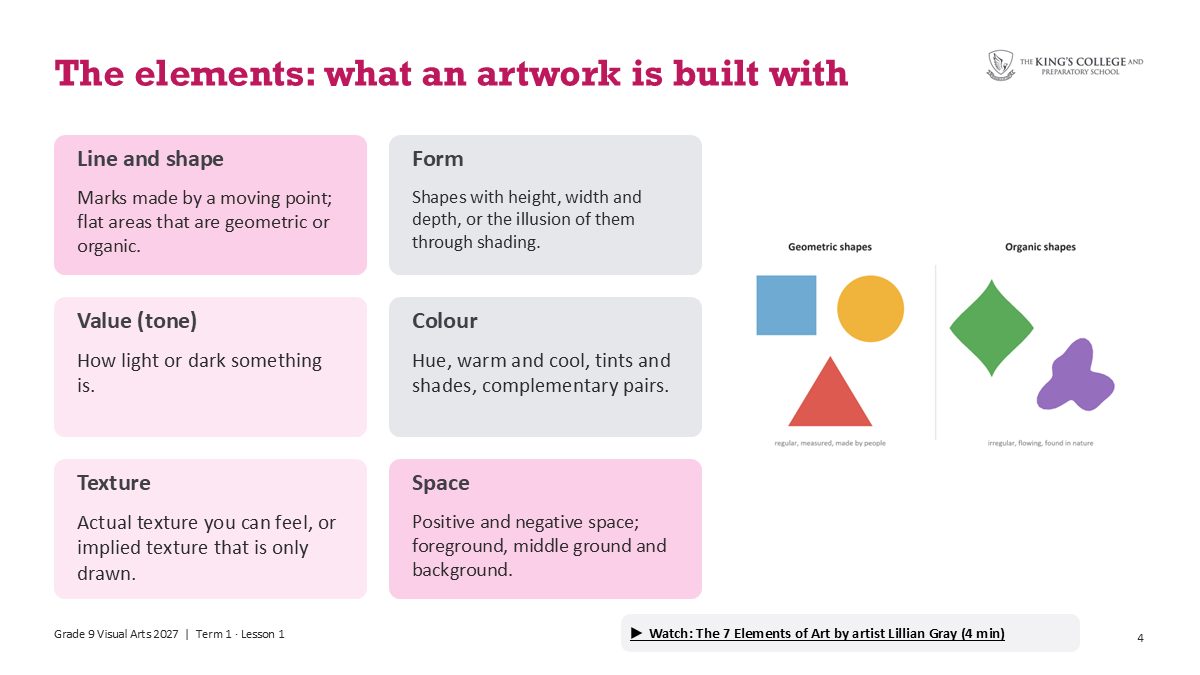 The elements: what an artwork is built with
THE KING'S COLLEGE AND
PREPARATORY SCHOOL
Line and shape
Marks made by a moving point;
flat areas that are geometric or
organic.
Form
Shapes with height, width and
depth, or the illusion of them
through shading.
Value (tone)
How light or dark something
is.
Colour
Hue, warm and cool, tints and
shades, complementary pairs.
Texture
Actual texture you can feel, or
implied texture that is only
drawn.
Space
Positive and negative space;
foreground, middle ground and
background.
Geometric shapes
regular, measured, made by people
Organic shapes
irregular, flowing, found in nature
Grade 9 Visual Arts 2027 | Term 1 · Lesson 1
▶ Watch: The 7 Elements of Art by artist Lillian Gray (4 min)
4